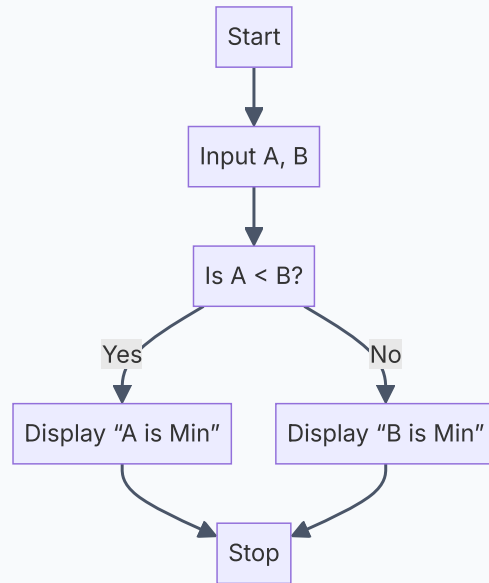 Start
Input A, B
Is A < B?
Yes
No
Display “A is Min”
Display “B is Min”
Stop